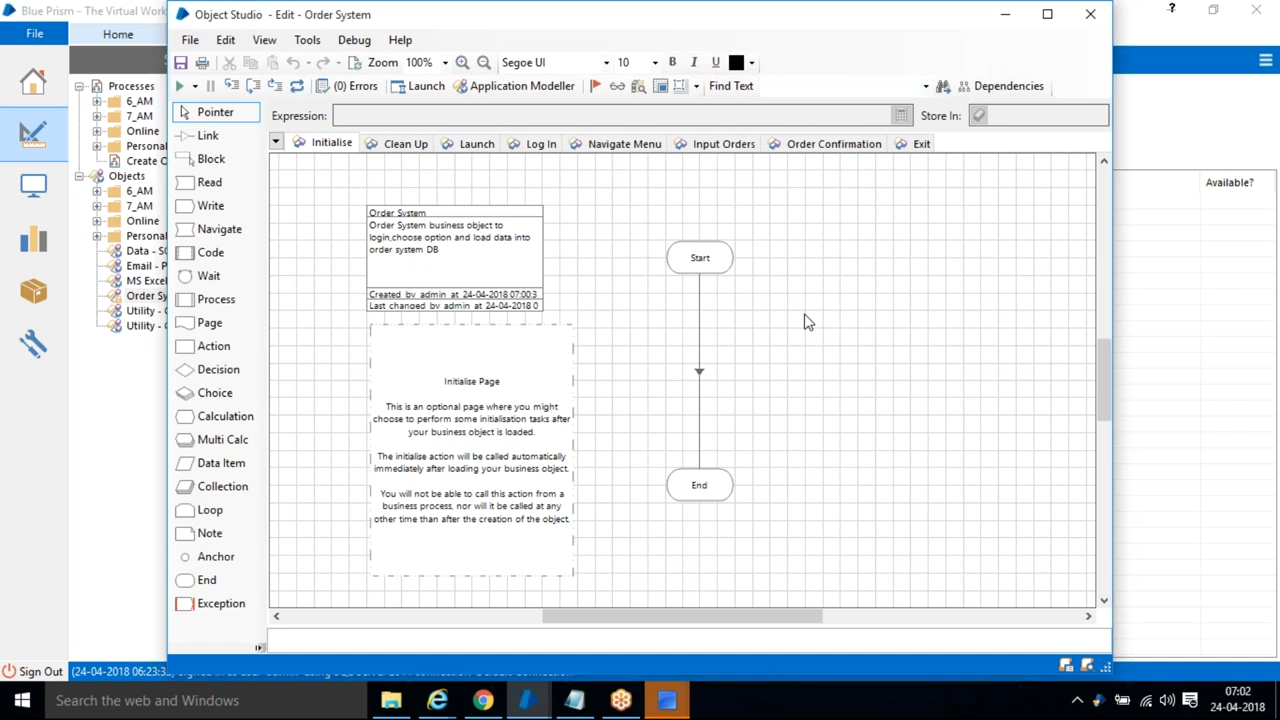 Blue Prism - The Virtual Work
Object Studio - Edit - Order System
File
Home
File Edit View Tools Debug Help
Zoom 100% Segoe UI 10 B I U
(0) Errors Launch Application Modeller Find Text Dependencies
Expression: Store In:
Initialise Clean Up Launch Log In Navigate Menu Input Orders Order Confirmation Exit
Processes
6_AM
7_AM
Online
Personal
Create O
Objects
6_AM
7_AM
Online
Personal
Data - SQ
Email - P
MS Exce
Order Sy
Utility -
Utility -
Pointer
Link
Block
Read
Write
Navigate
Code
Wait
Process
Page
Action
Decision
Choice
Calculation
Multi Calc
Data Item
Collection
Loop
Note
Anchor
End
Exception
Order System
Order System business object to
login,choose option and load data into
order system DB
Created by admin at 24-04-2018 07:00:3
Last changed by admin at 24-04-2018 0
Start
Initialise Page
This is an optional page where you might
choose to perform some initialisation tasks after
your business object is loaded.
The initialise action will be called automatically
immediately after loading your business object.
You will not be able to call this action from a
business process, nor will it be called at any
other time than after the creation of the object.
End
Available?
Sign Out
(24-04-2018 06:23:3
Search the web and Windows
07:02
24-04-2018